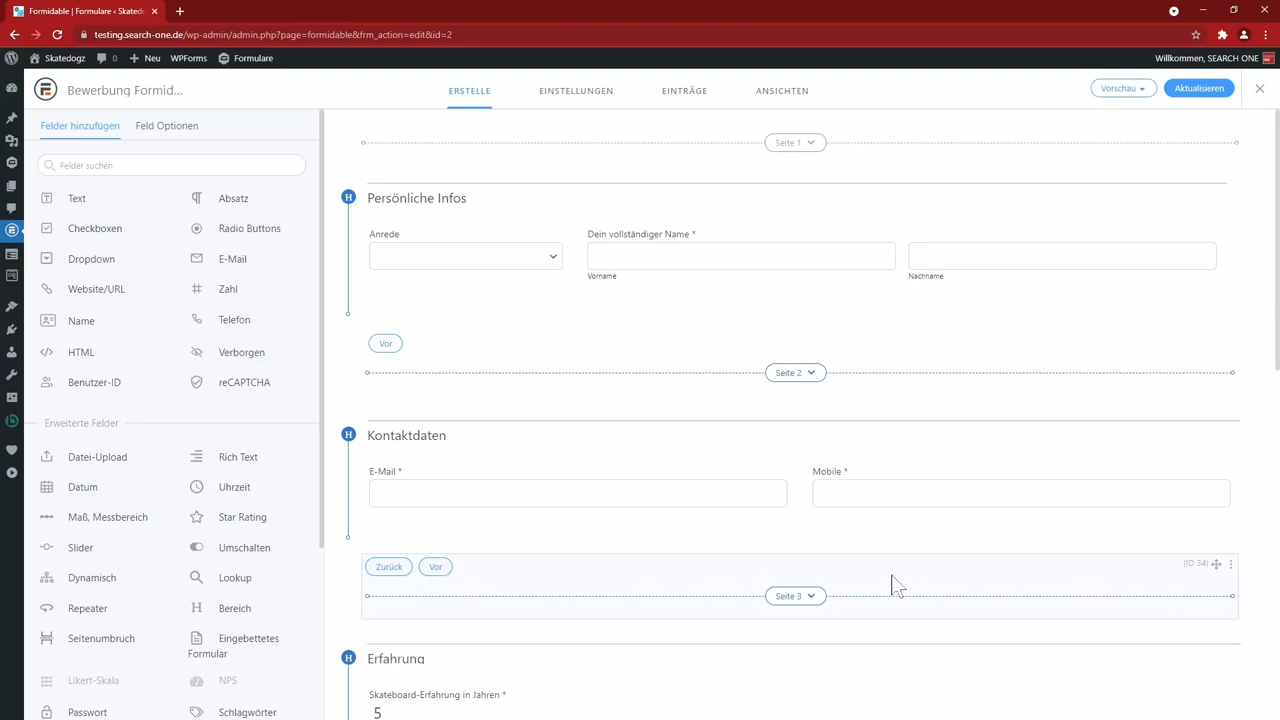 Formidable | Formulare ‹ Skatedo
testing.search-one.de/wp-admin/admin.php?page=formidable&frm_action=edit&id=2
Skatedogz 0 Neu WPForms Formulare Willkommen, SEARCH ONE
Bewerbung Formid... ERSTELLE EINSTELLUNGEN EINTRÄGE ANSICHTEN Vorschau Aktualisieren
Felder hinzufügen Feld Optionen
Felder suchen
Text Absatz
Checkboxen Radio Buttons
Dropdown E-Mail
Website/URL Zahl
Name Telefon
HTML Verborgen
Benutzer-ID reCAPTCHA
Erweiterte Felder
Datei-Upload Rich Text
Datum Uhrzeit
Maß, Messbereich Star Rating
Slider Umschalten
Dynamisch Lookup
Repeater Bereich
Seitenumbruch Eingebettetes
Formular
Likert-Skala NPS
Passwort Schlagwörter
Seite 1
H Persönliche Infos
Anrede Dein vollständiger Name *
Vorname Nachname
Vor
Seite 2
H Kontaktdaten
E-Mail * Mobile *
Zurück Vor (ID 34)
Seite 3
H Erfahrung
Skateboard-Erfahrung in Jahren *
5